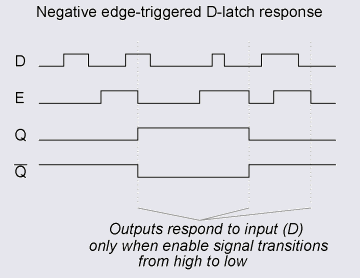 Negative edge-triggered D-latch response
D
E
Q
Q̅
Outputs respond to input (D)
only when enable signal transitions
from high to low